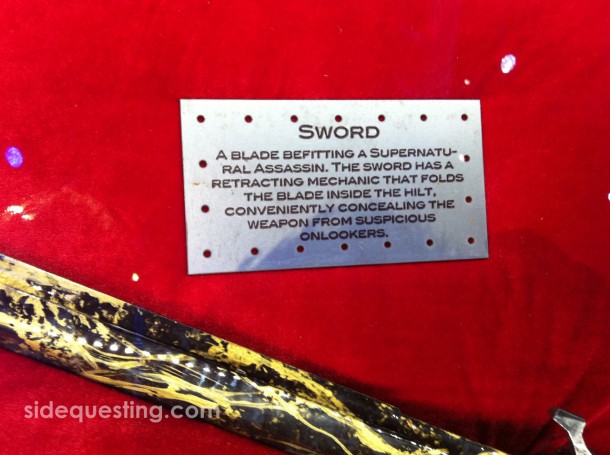 Sword
A blade befitting a Supernatu-
ral Assassin. The sword has a
retracting mechanic that folds
the blade inside the hilt,
conveniently concealing the
weapon from suspicious
onlookers.
sidequesting.com